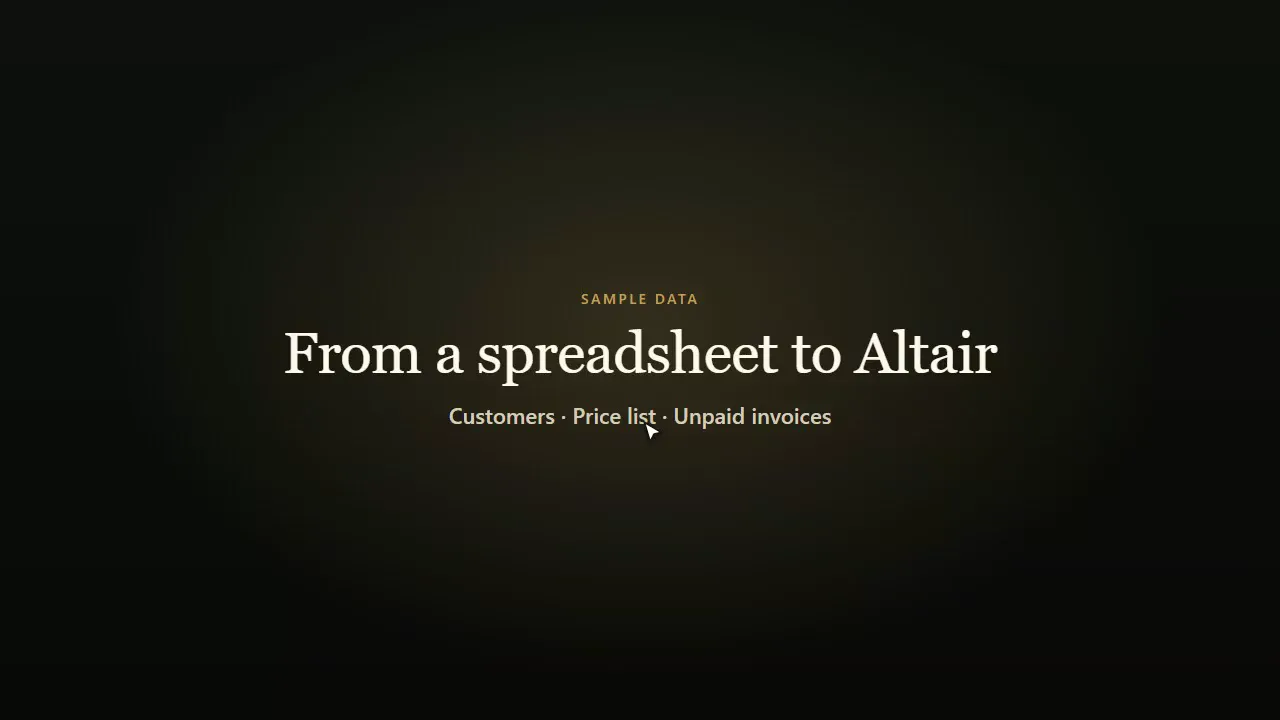 SAMPLE DATA
From a spreadsheet to Altair
Customers · Price list · Unpaid invoices